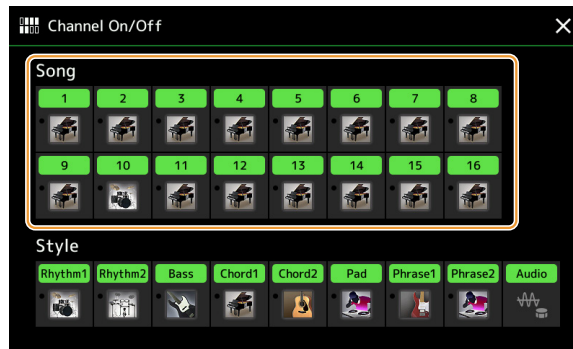 Channel On/Off
Song
1 2 3 4 5 6 7 8
9 10 11 12 13 14 15 16
Style
Rhythm1 Rhythm2 Bass Chord1 Chord2 Pad Phrase1 Phrase2 Audio